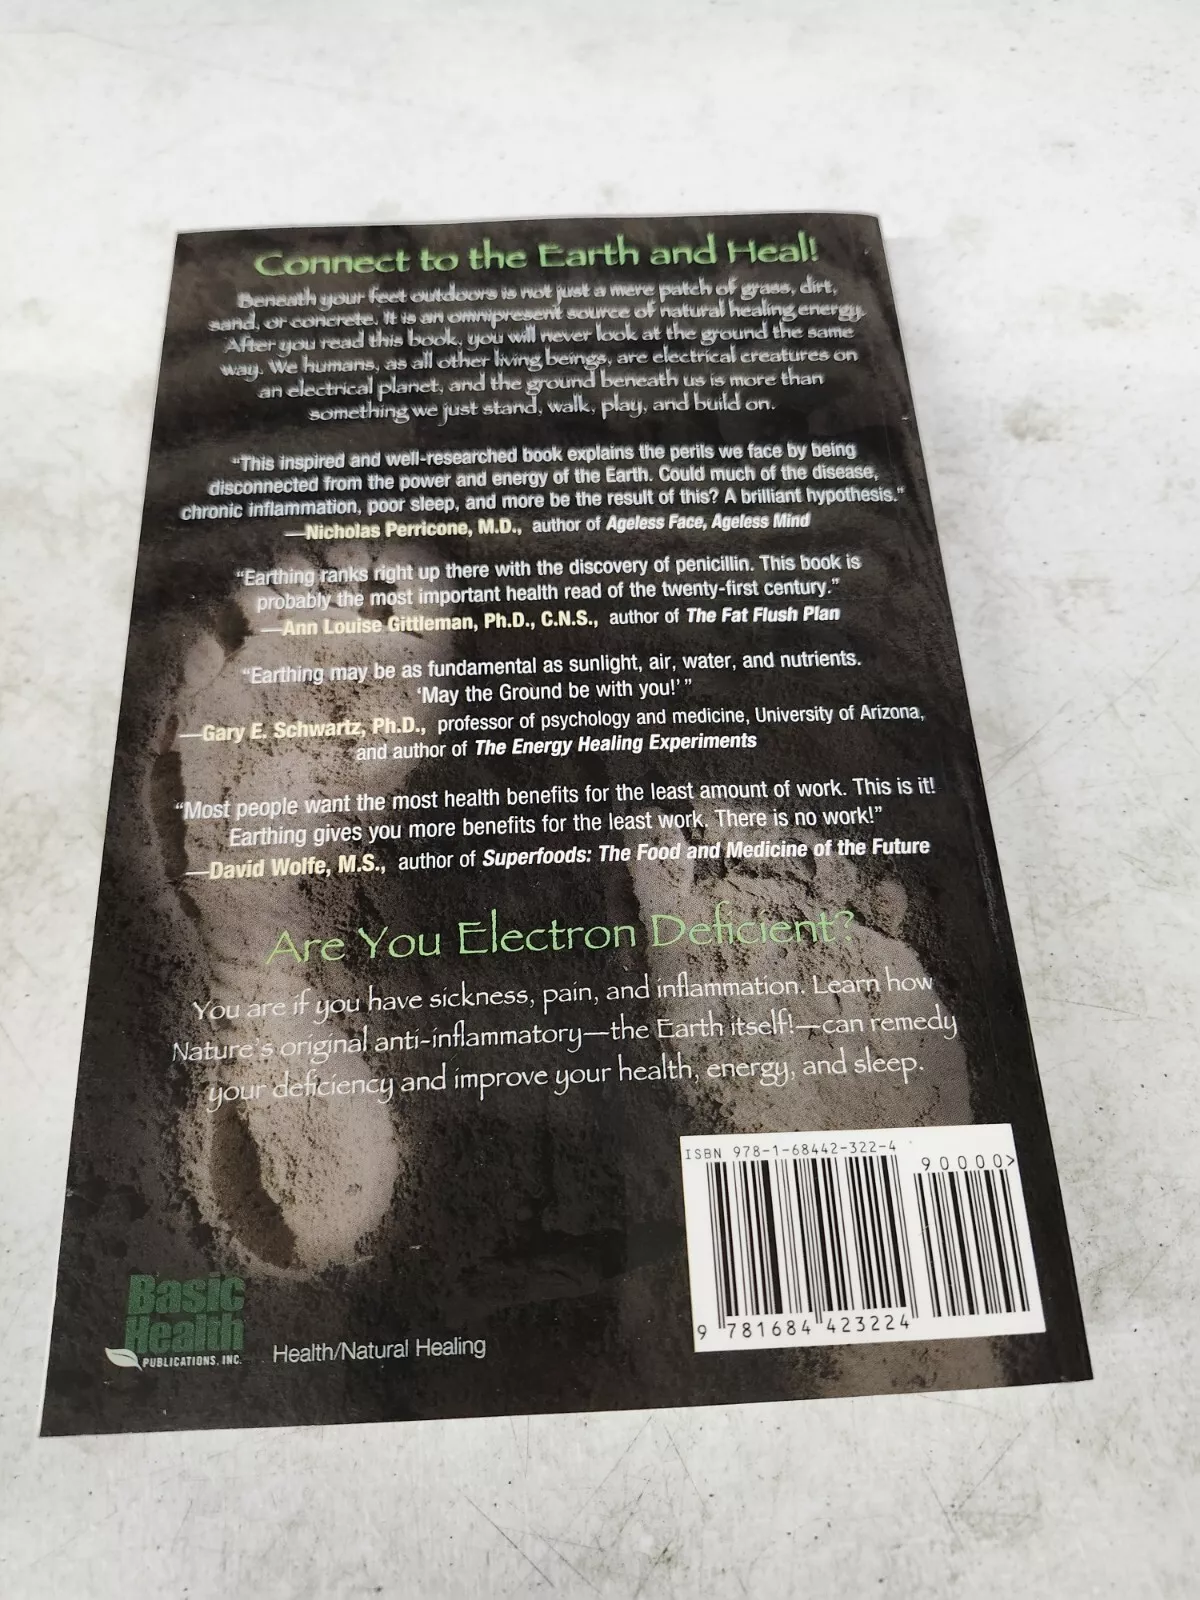 Connect to the Earth and Heal!
Beneath your feet outdoors is not just a mere patch of grass, dirt,
sand, or concrete. It is an omnipresent source of natural healing energy.
After you read this book, you will never look at the ground the same
way. We humans, as all other living beings, are electrical creatures on
an electrical planet, and the ground beneath us is more than
something we just stand, walk, play, and build on.
“This inspired and well-researched book explains the perils we face by being
disconnected from the power and energy of the Earth. Could much of the disease,
chronic inflammation, poor sleep, and more be the result of this? A brilliant hypothesis.”
—Nicholas Perricone, M.D., author of Ageless Face, Ageless Mind
“Earthing ranks right up there with the discovery of penicillin. This book is
probably the most important health read of the twenty-first century.”
—Ann Louise Gittleman, Ph.D., C.N.S., author of The Fat Flush Plan
“Earthing may be as fundamental as sunlight, air, water, and nutrients.
‘May the Ground be with you!’”
—Gary E. Schwartz, Ph.D., professor of psychology and medicine, University of Arizona,
and author of The Energy Healing Experiments
“Most people want the most health benefits for the least amount of work. This is it!
Earthing gives you more benefits for the least work. There is no work!”
—David Wolfe, M.S., author of Superfoods: The Food and Medicine of the Future
Are You Electron Deficient?
You are if you have sickness, pain, and inflammation. Learn how
Nature's original anti-inflammatory—the Earth itself!—can remedy
your deficiency and improve your health, energy, and sleep.
ISBN 978-1-68442-322-4
90000>
9 781684 423224
Basic
Health
PUBLICATIONS, INC.
Health/Natural Healing